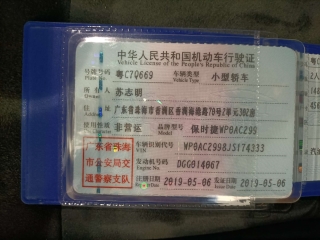 中华人民共和国机动车行驶证
Vehicle License of the People's Republic of China
号牌号码 粤C7Q669 车辆类型 小型轿车
所有人 苏志明
住址 广东省珠海市香洲区香洲海燕路70号2单元302房
使用性质 非营运 品牌型号 保时捷WP0AC299
广东省珠海
市公安局交
通警察支队
车辆识别代号 WP0AC2998JS174333
发动机号码 DGG014067
注册日期 2019-05-06 发证日期 2019-05-06